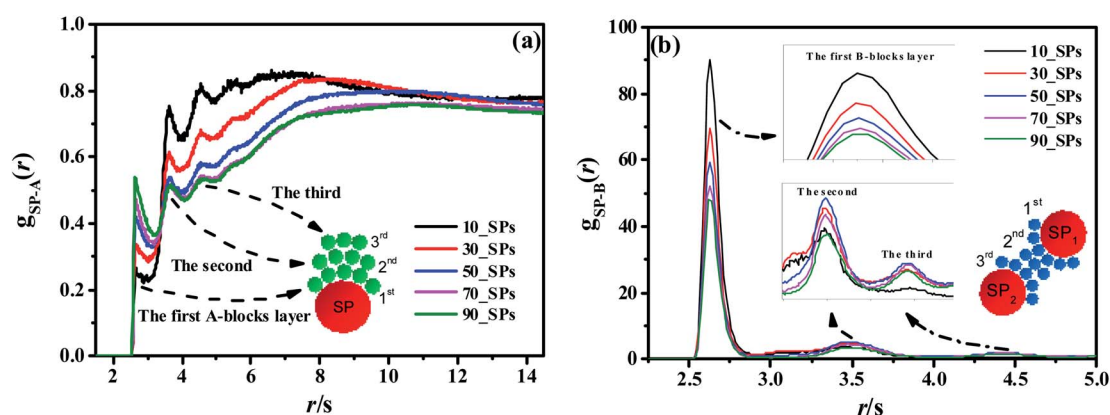 (a)
g_SP-A(r)
1.0
0.8
0.6
0.4
0.2
0.0
2 4 6 8 10 12 14
r/s
The third
The second
The first A-blocks layer
3rd
2nd
1st
SP
10_SPs
30_SPs
50_SPs
70_SPs
90_SPs
(b)
g_SP-B(r)
100
80
60
40
20
0
2.5 3.0 3.5 4.0 4.5 5.0
r/s
The first B-blocks layer
The second
The third
10_SPs
30_SPs
50_SPs
70_SPs
90_SPs
1st
2nd
3rd
SP1
SP2